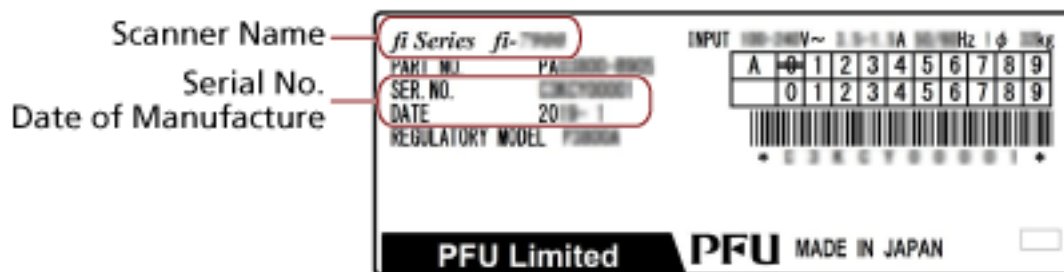 Scanner Name
Serial No.
Date of Manufacture
fi Series fi-
PART NO. PA
SER. NO.
DATE 20
REGULATORY MODEL
INPUT V~ A Hz 1ϕ kg
A 0 1 2 3 4 5 6 7 8 9
0 1 2 3 4 5 6 7 8 9
PFU Limited
PFU MADE IN JAPAN